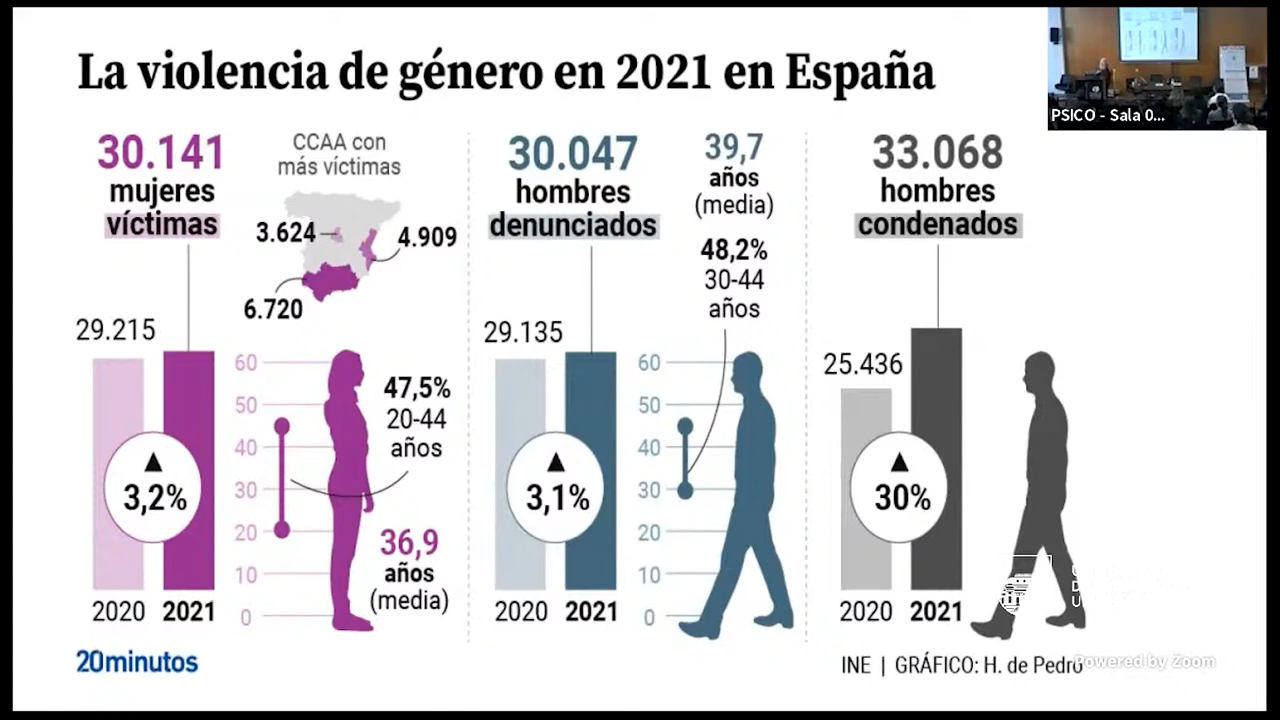 La violencia de género en 2021 en España
PSICO - Sala 0...
30.141
mujeres
víctimas
CCAA con
más víctimas
3.624
4.909
6.720
29.215
3,2%
2020
2021
60
50
40
30
20
10
0
47,5%
20-44
años
36,9
años
(media)
30.047
hombres
denunciados
39,7
años
(media)
48,2%
30-44
años
29.135
3,1%
2020
2021
60
50
40
30
20
10
0
33.068
hombres
condenados
25.436
30%
2020
2021
20minutos
INE | GRÁFICO: H. de Pedro
Powered by Zoom